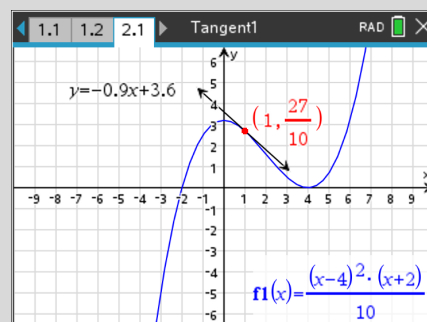 1.1 1.2 2.1 Tangent1 RAD
y
6
y=-0.9x+3.6
5
4
(1, 27/10)
3
2
1
x
-9 -8 -7 -6 -5 -4 -3 -2 1 2 3 4 5 6 7 8 9
-1
-2
-3
-4
f1(x)=(x-4)²·(x+2)/10
-5
-6